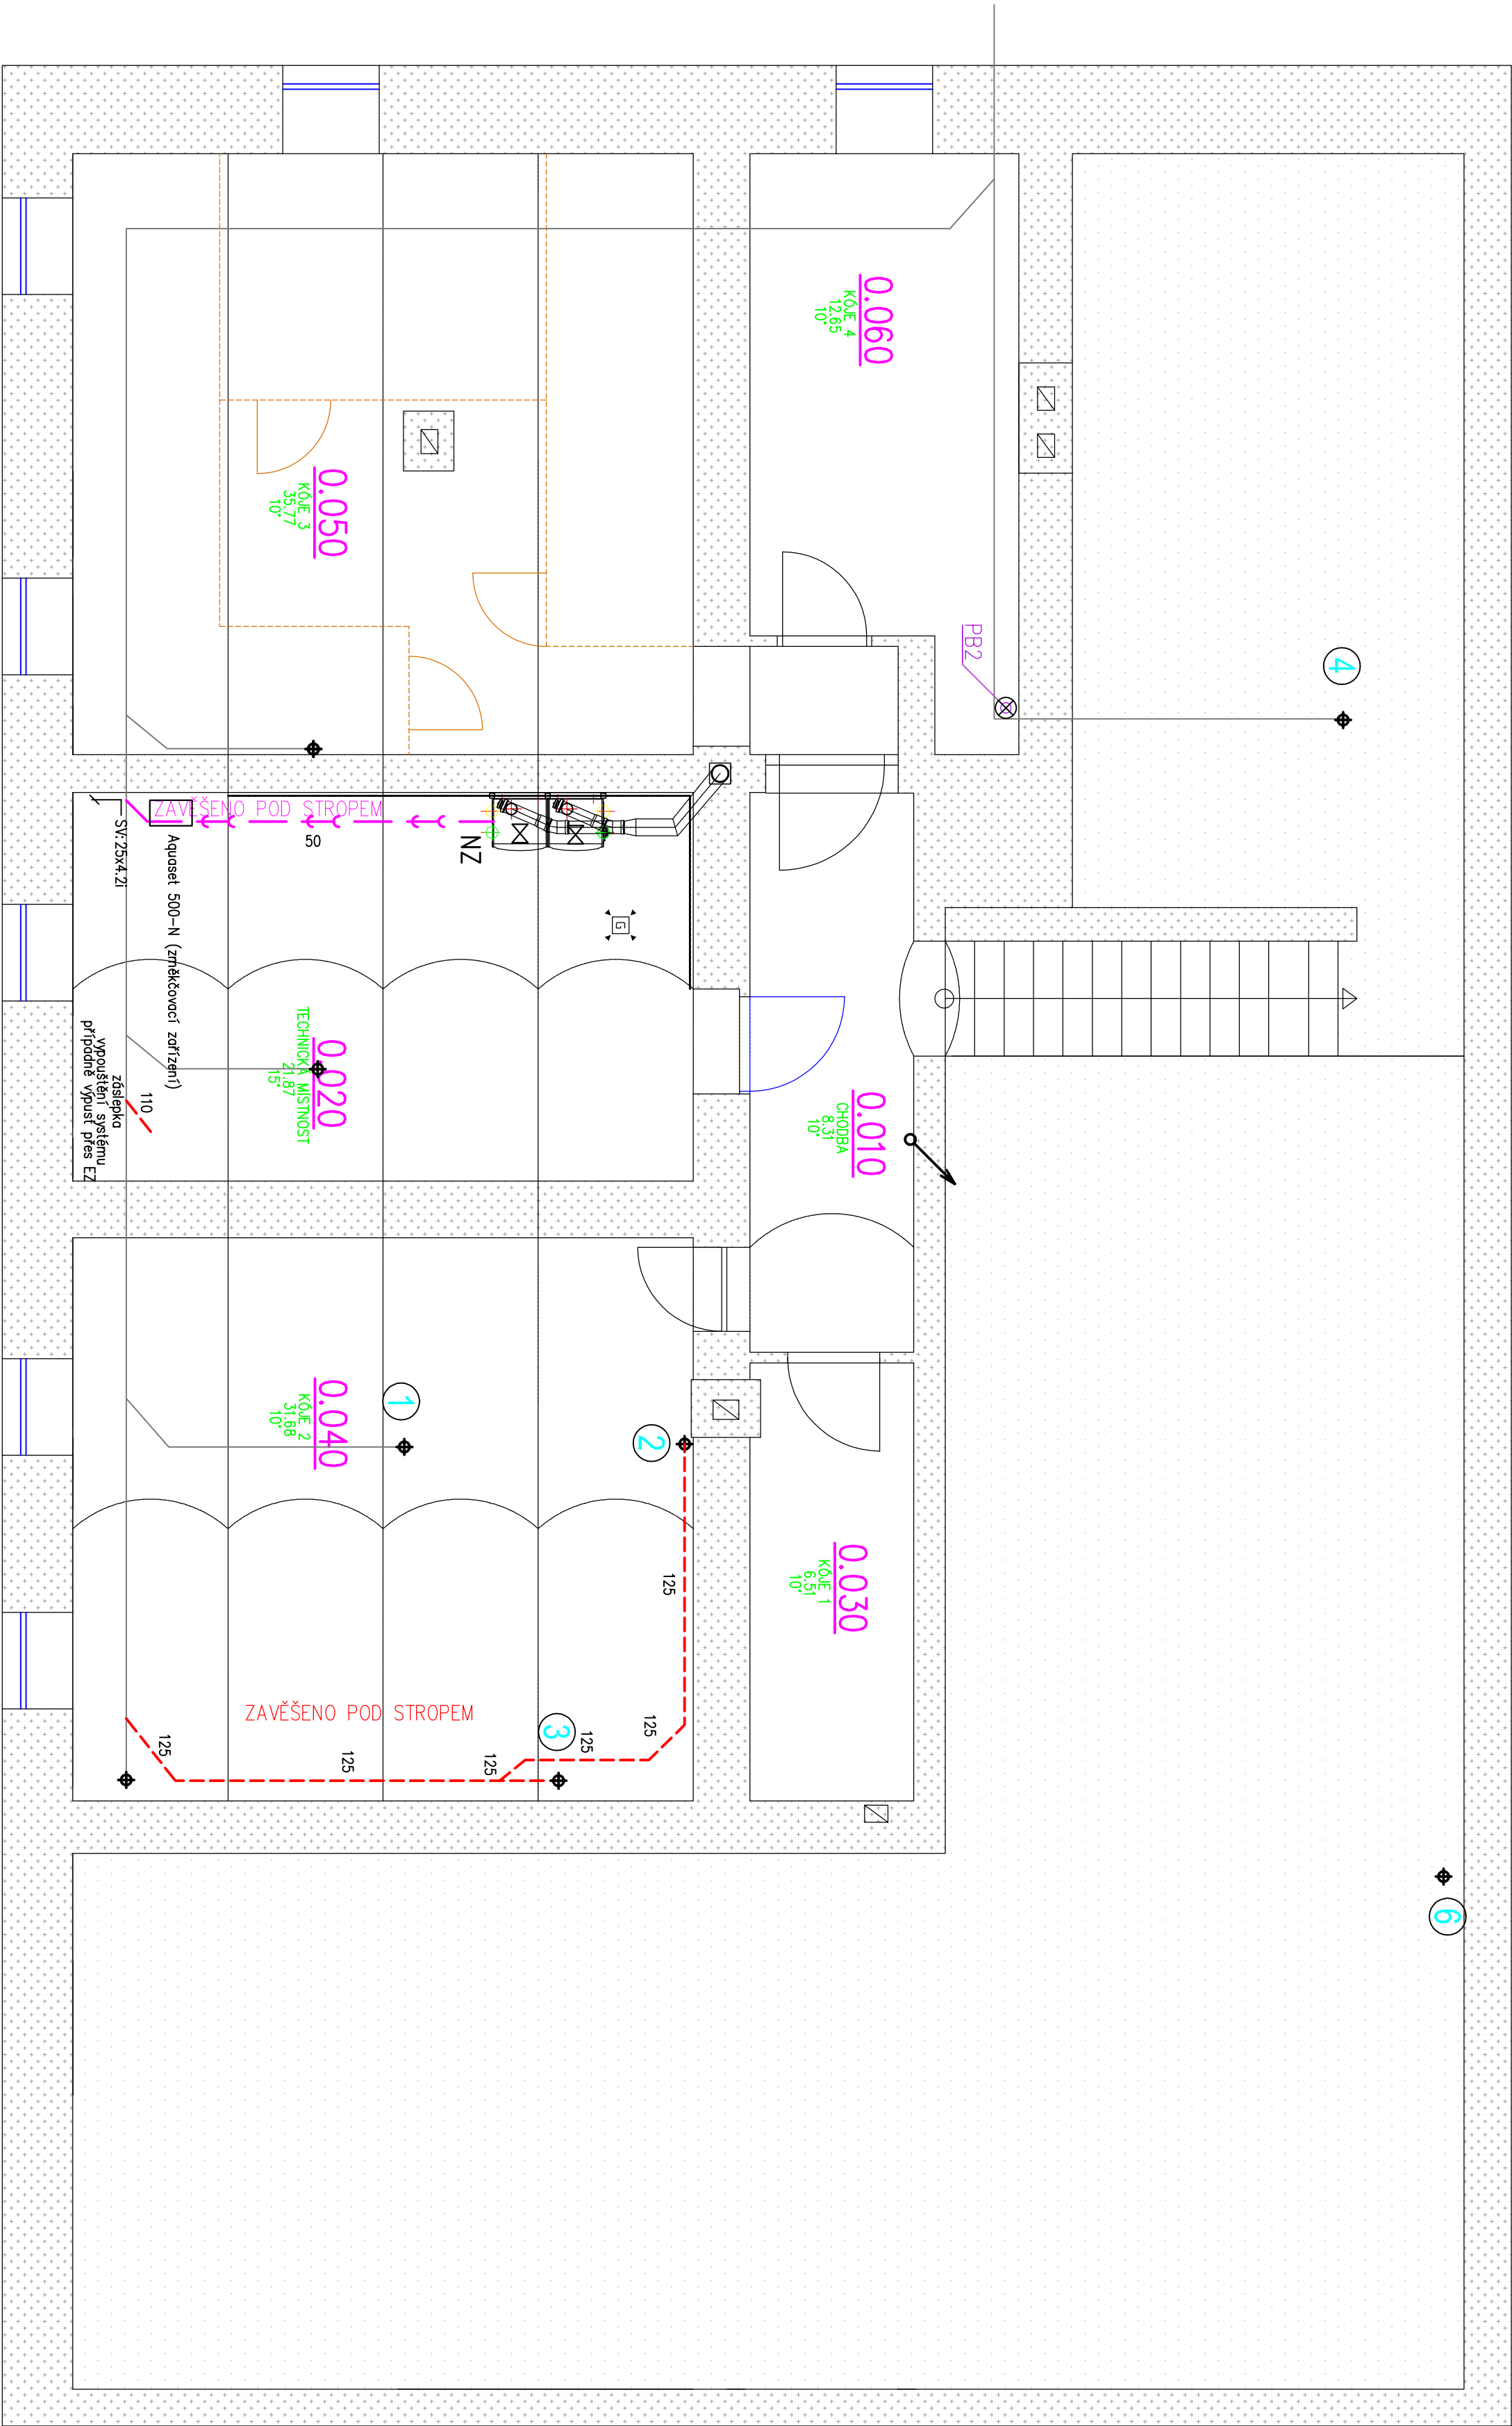 0.060
KÓJE 4
12.65
10°
PB2
4
0.050
KÓJE 3
35.77
10°
ZAVĚŠENO POD STROPEM
50
NZ
SV:25x4.2i
Aquaset 500-N (změkčovací zařízení)
G
0.020
TECHNICKÁ MÍSTNOST
21.87
15°
110
záslepka
vypouštění systému
případně výpusť přes EZ
0.010
CHODBA
8.31
10°
0.040
KÓJE 2
31.68
10°
1
2
0.030
KÓJE 1
6.51
10°
125
ZAVĚŠENO POD STROPEM
3
125
125
125
125
125
6